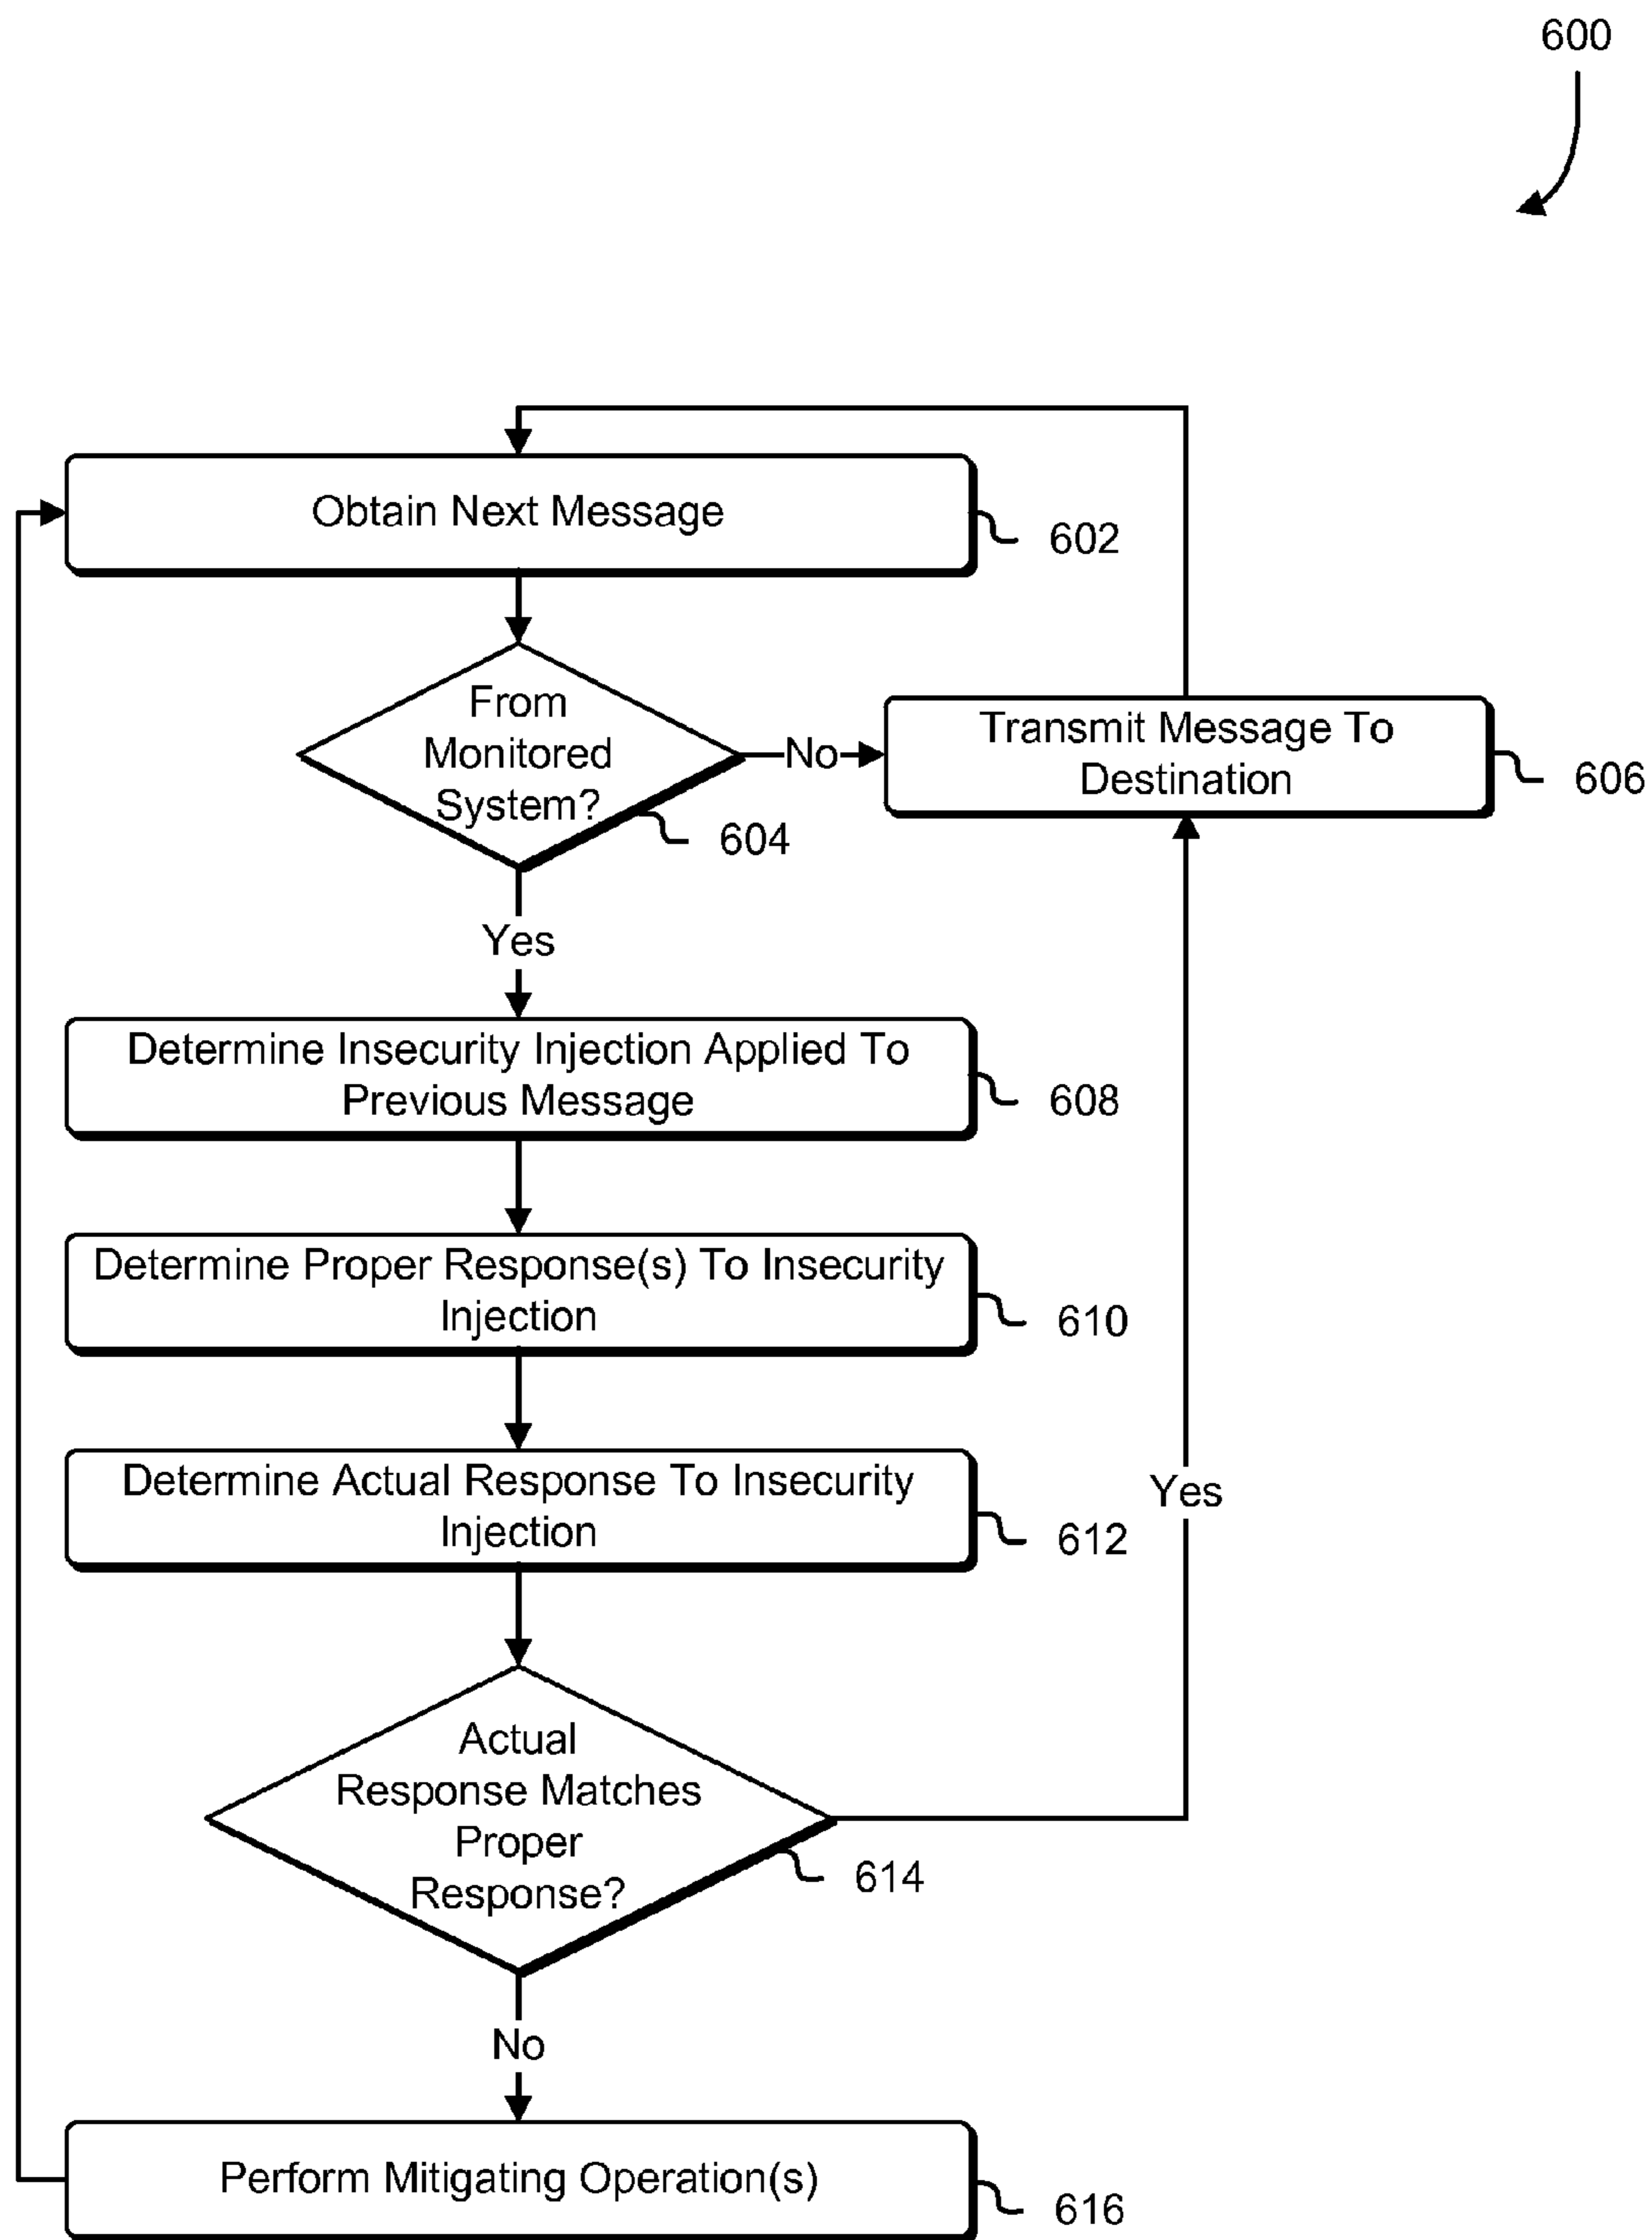 600
Obtain Next Message
602
From
Monitored
System?
604
No
Transmit Message To
Destination
606
Yes
Determine Insecurity Injection Applied To
Previous Message
608
Determine Proper Response(s) To Insecurity
Injection
610
Determine Actual Response To Insecurity
Injection
612
Yes
Actual
Response Matches
Proper
Response?
614
No
Perform Mitigating Operation(s)
616